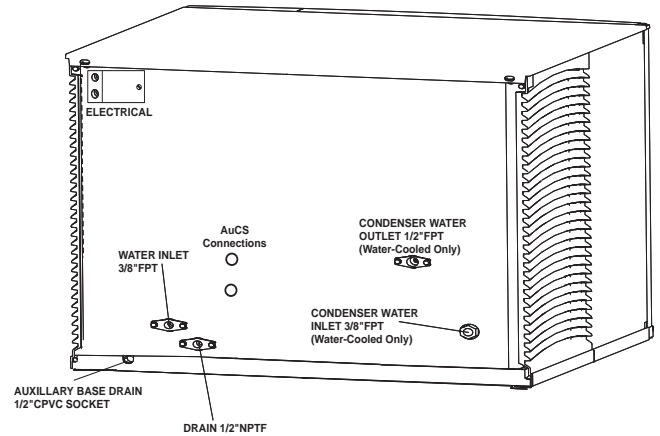 ELECTRICAL
AuCS
Connections
CONDENSER WATER
OUTLET 1/2"FPT
(Water-Cooled Only)
WATER INLET
3/8"FPT
CONDENSER WATER
INLET 3/8"FPT
(Water-Cooled Only)
AUXILLARY BASE DRAIN
1/2"CPVC SOCKET
DRAIN 1/2"NPTF